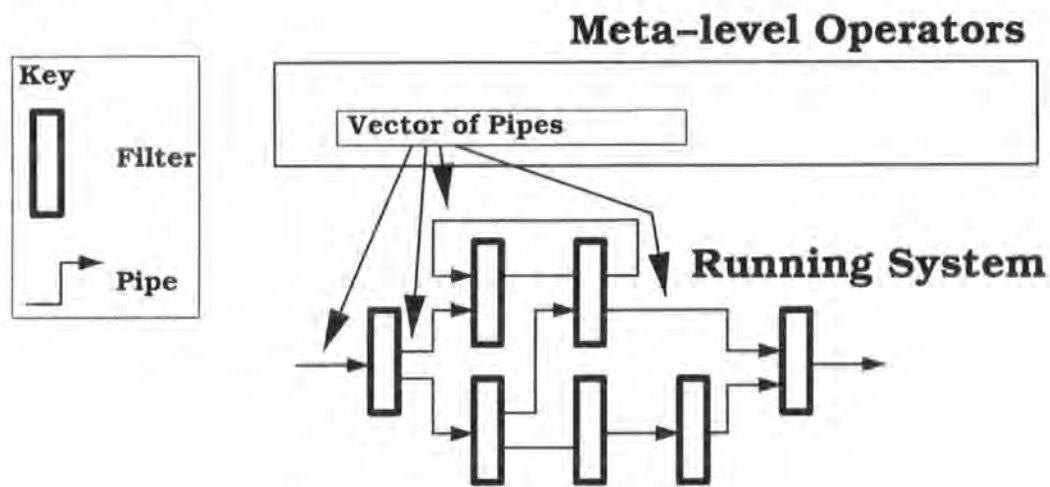 Meta-level Operators
Key
Vector of Pipes
Filter
Running System
Pipe